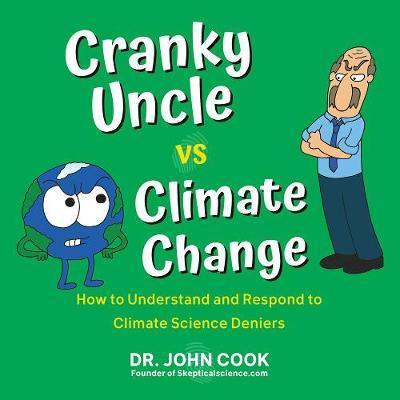 Cranky
Uncle
vs
Climate
Change
How to Understand and Respond to
Climate Science Deniers
DR. JOHN COOK
Founder of Skepticalscience.com